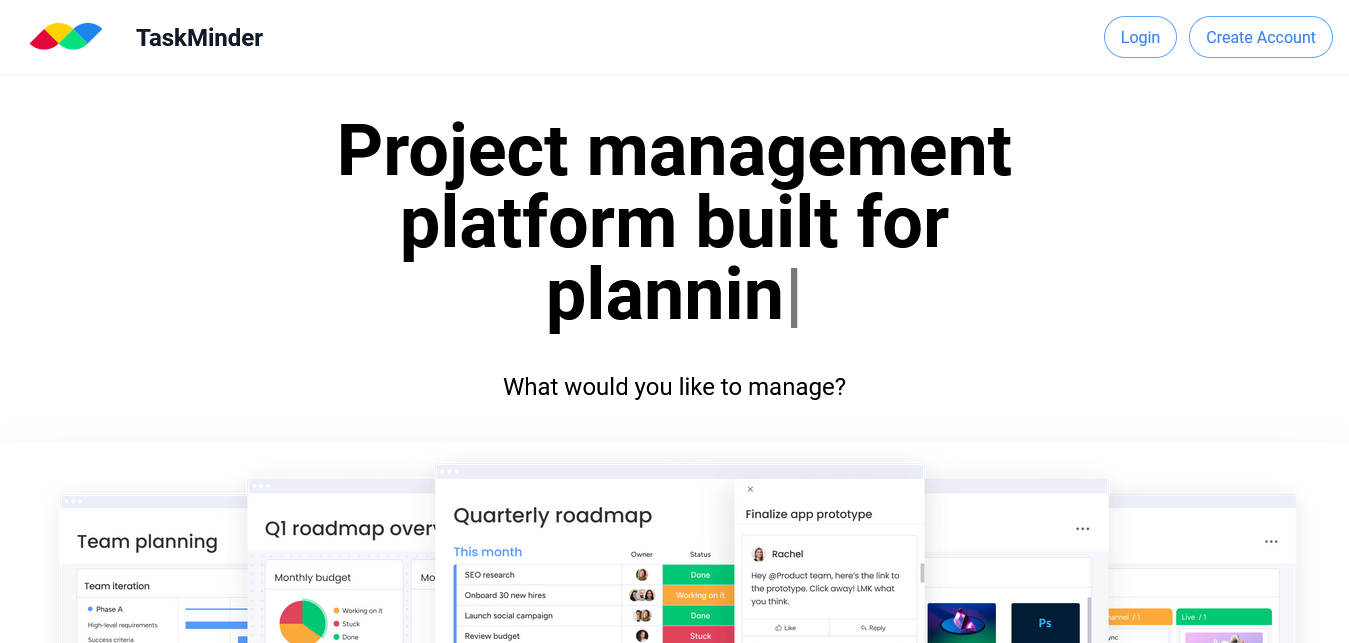 TaskMinder
Login
Create Account
Project management
platform built for
plannin
What would you like to manage?
Team planning
Team iteration
Phase A
High-level requirements
Success criteria
Q1 roadmap over
Monthly budget
Mo
Working on it
Stuck
Done
Quarterly roadmap
This month
Owner
Status
SEO research
Done
Onboard 30 new hires
Working on it
Launch social campaign
Done
Review budget
Stuck
Finalize app prototype
Rachel
Hey @Product team, here's the link to
the prototype. Click away! LMK what
you think.
Like
Reply
Ps
/ 1
Live / 1